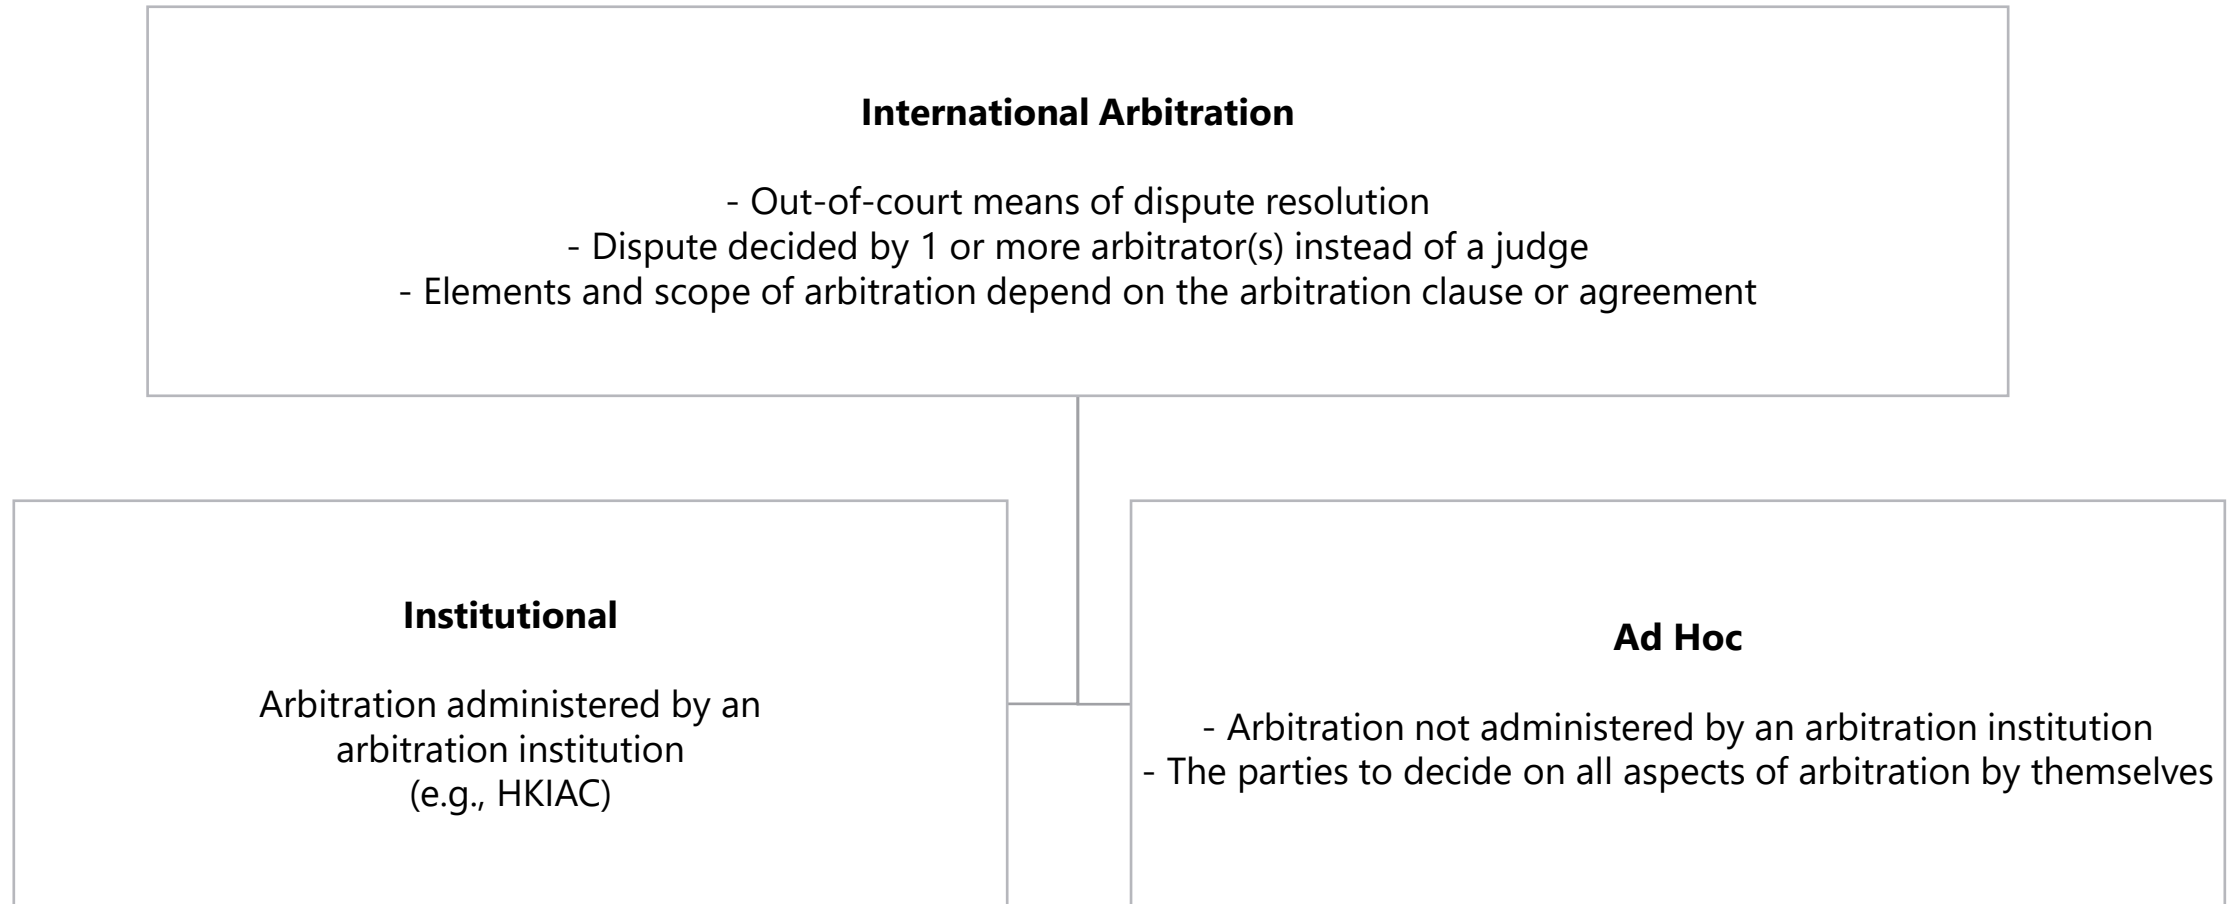 International Arbitration
- Out-of-court means of dispute resolution
- Dispute decided by 1 or more arbitrator(s) instead of a judge
- Elements and scope of arbitration depend on the arbitration clause or agreement
Institutional
Arbitration administered by an
arbitration institution
(e.g., HKIAC)
Ad Hoc
- Arbitration not administered by an arbitration institution
- The parties to decide on all aspects of arbitration by themselves